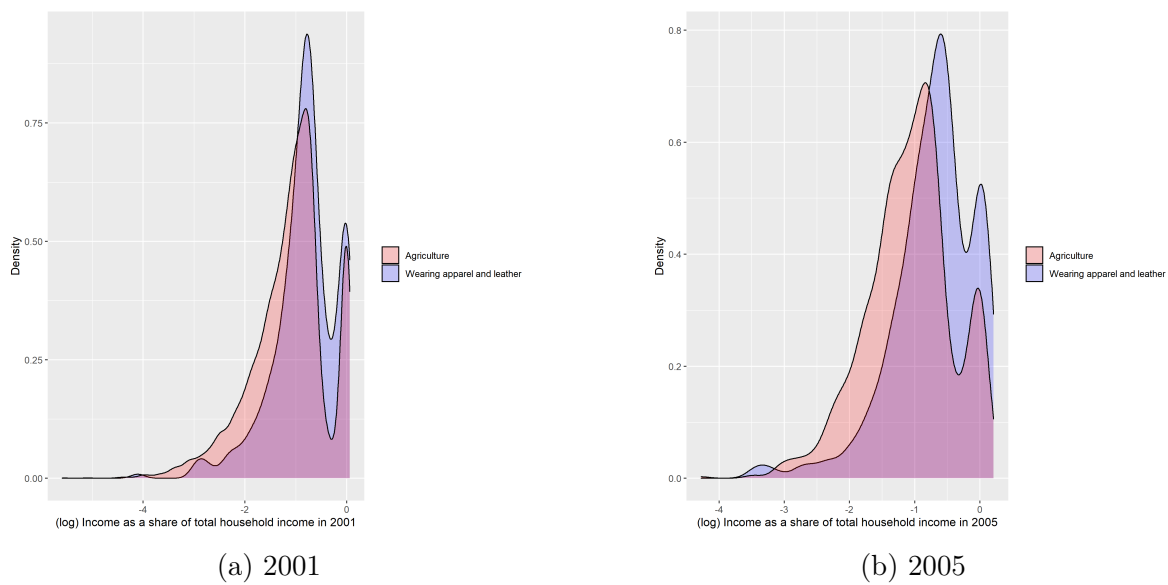 0.75
0.50
0.25
0.00
Density
-4
-2
0
(log) Income as a share of total household income in 2001
Agriculture
Wearing apparel and leather
(a) 2001
0.8
0.6
0.4
0.2
0.0
Density
-4
-3
-2
-1
0
(log) Income as a share of total household income in 2005
Agriculture
Wearing apparel and leather
(b) 2005